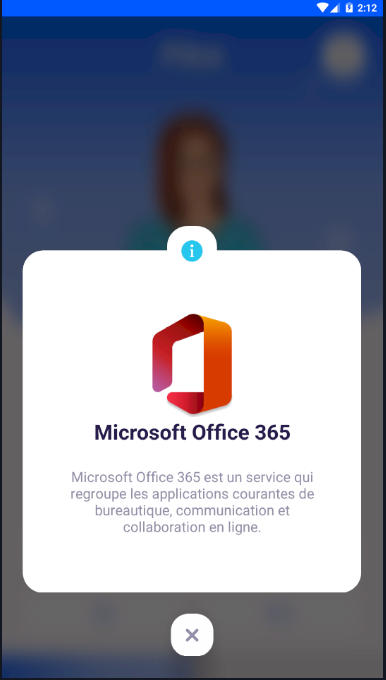 2:12
Microsoft Office 365
Microsoft Office 365 est un service qui
regroupe les applications courantes de
bureautique, communication et
collaboration en ligne.